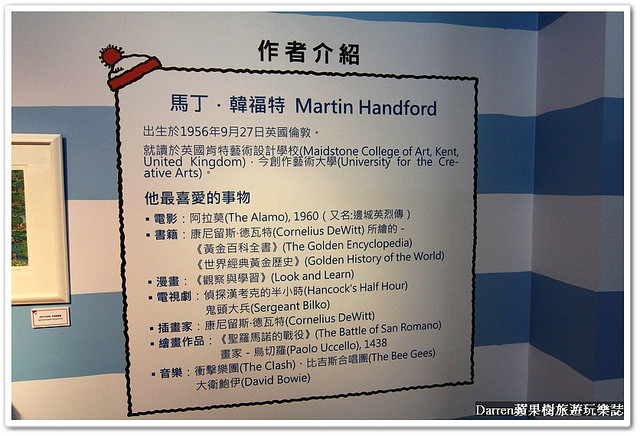 作者介紹
馬丁．韓福特 Martin Handford
出生於1956年9月27日英國倫敦。
就讀於英國肯特藝術設計學校(Maidstone College of Art, Kent,
United Kingdom)，今創作藝術大學(University for the Cre-
ative Arts)。
他最喜愛的事物
▪ 電影：阿拉莫(The Alamo), 1960（又名:邊城英烈傳）
▪ 書籍：康尼留斯·德瓦特(Cornelius DeWitt) 所繪的 -
《黃金百科全書》(The Golden Encyclopedia)
《世界經典黃金歷史》(Golden History of the World)
▪ 漫畫：《觀察與學習》(Look and Learn)
▪ 電視劇：偵探漢考克的半小時(Hancock's Half Hour)
鬼頭大兵(Sergeant Bilko)
▪ 插畫家：康尼留斯·德瓦特(Cornelius DeWitt)
▪ 繪畫作品：《聖羅馬諾的戰役》(The Battle of San Romano)
畫家 - 烏切羅(Paolo Uccello), 1438
▪ 音樂：衝擊樂團(The Clash)、比吉斯合唱團(The Bee Gees)
大衛鮑伊(David Bowie)
Darren蘋果樹旅遊玩樂誌